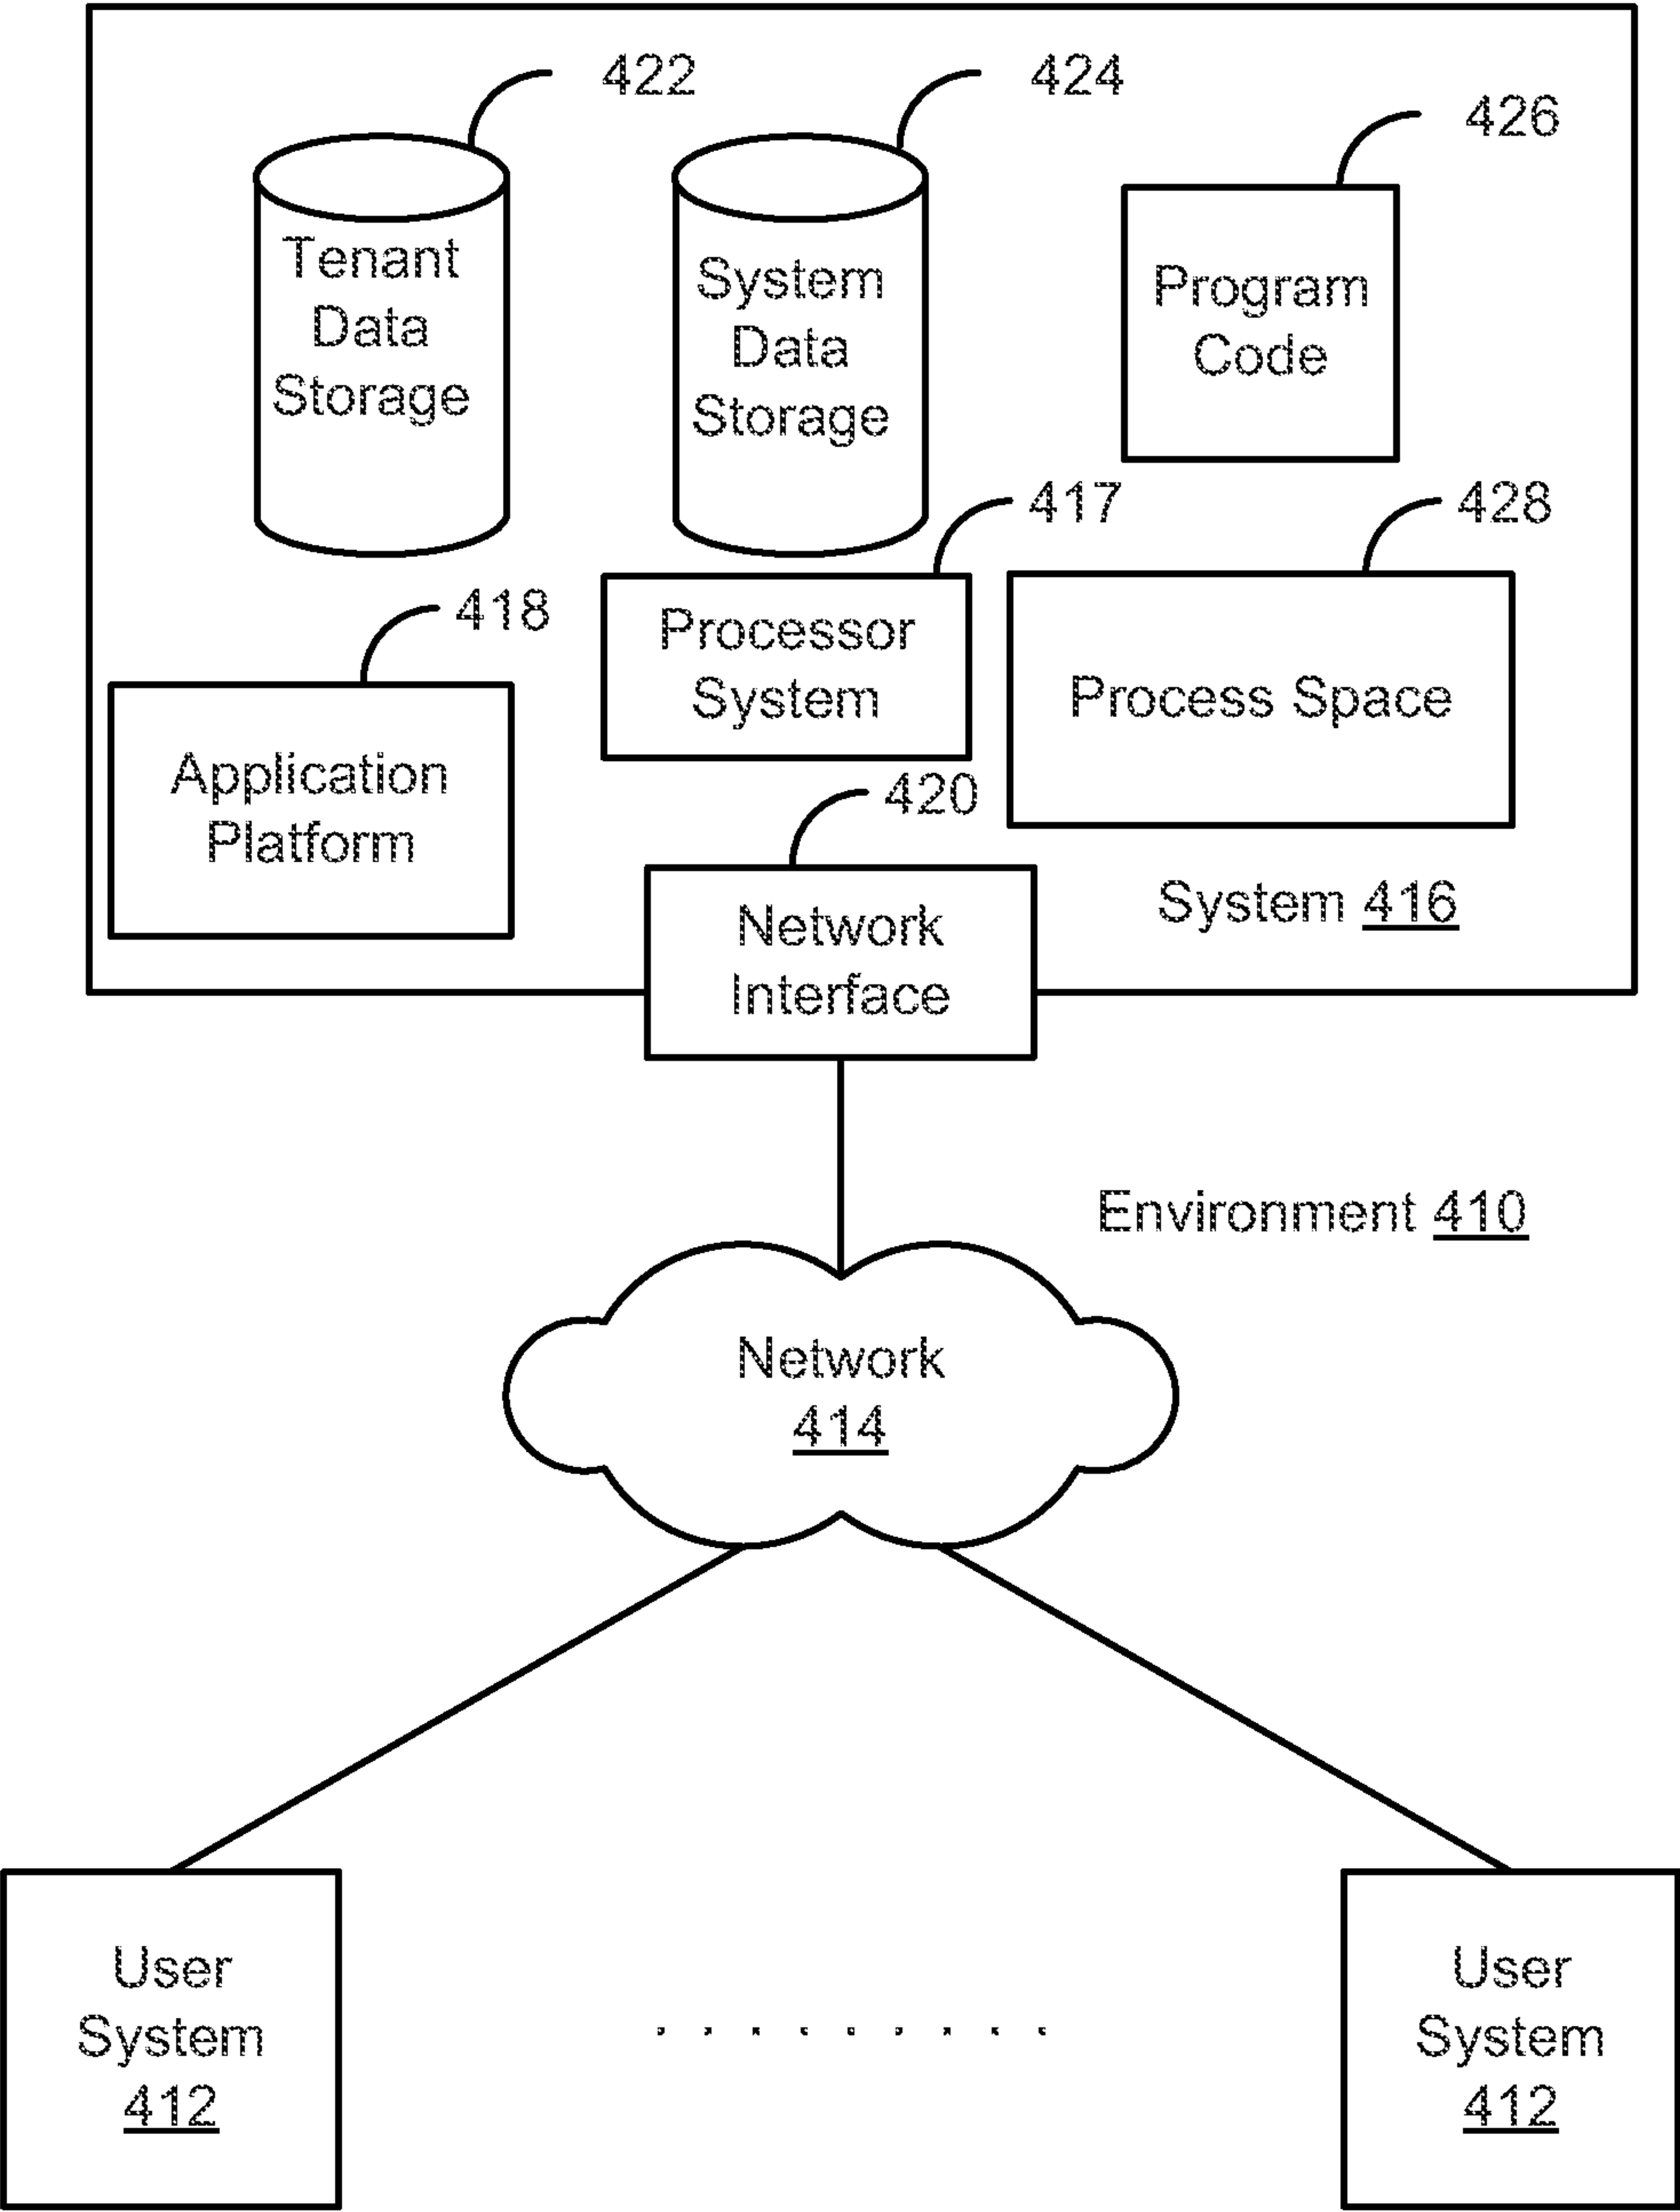 422
424
426
Tenant
Data
Storage
System
Data
Storage
Program
Code
417
428
418
Processor
System
Process Space
Application
Platform
420
System 416
Network
Interface
Environment 410
Network
414
User
System
412
User
System
412